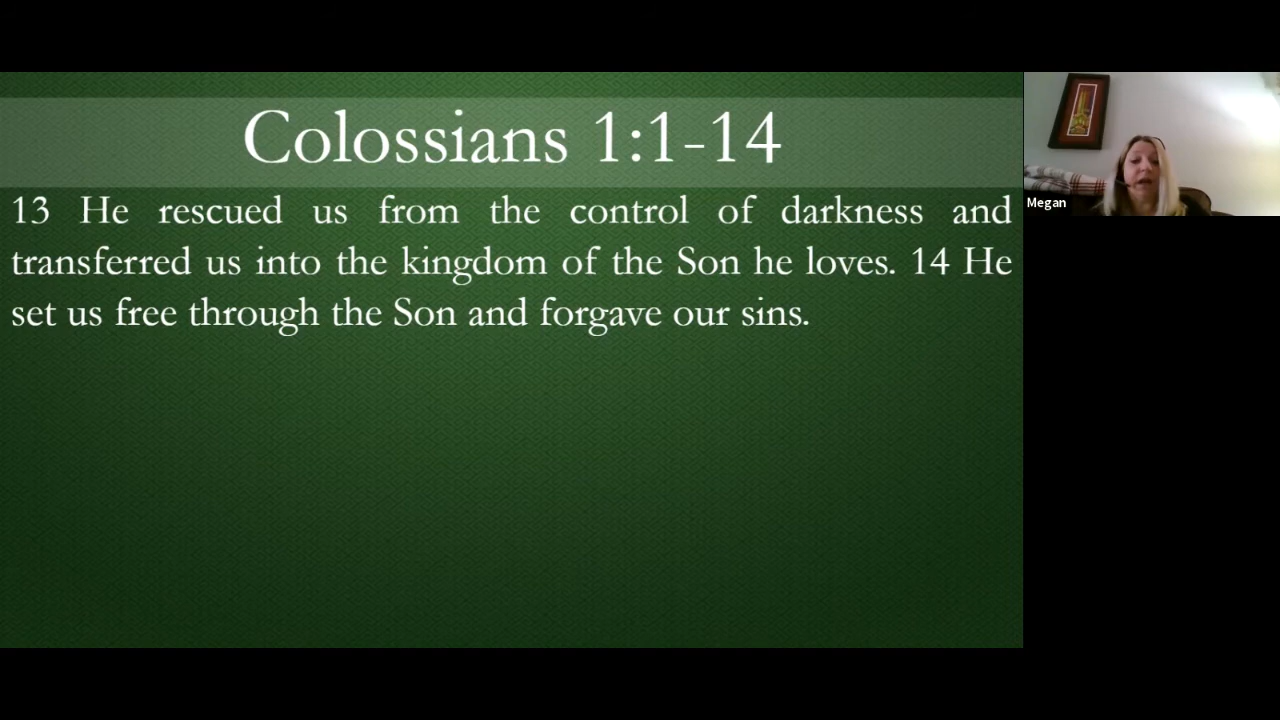 Colossians 1:1-14
13 He rescued us from the control of darkness and
transferred us into the kingdom of the Son he loves. 14 He
set us free through the Son and forgave our sins.
Megan